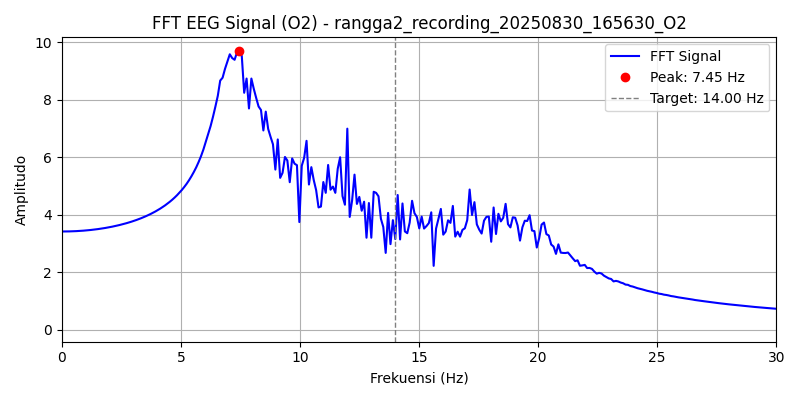 FFT EEG Signal (O2) - rangga2_recording_20250830_165630_O2
FFT Signal
Peak: 7.45 Hz
Target: 14.00 Hz
Amplitudo
10
8
6
4
2
0
0 5 10 15 20 25 30
Frekuensi (Hz)